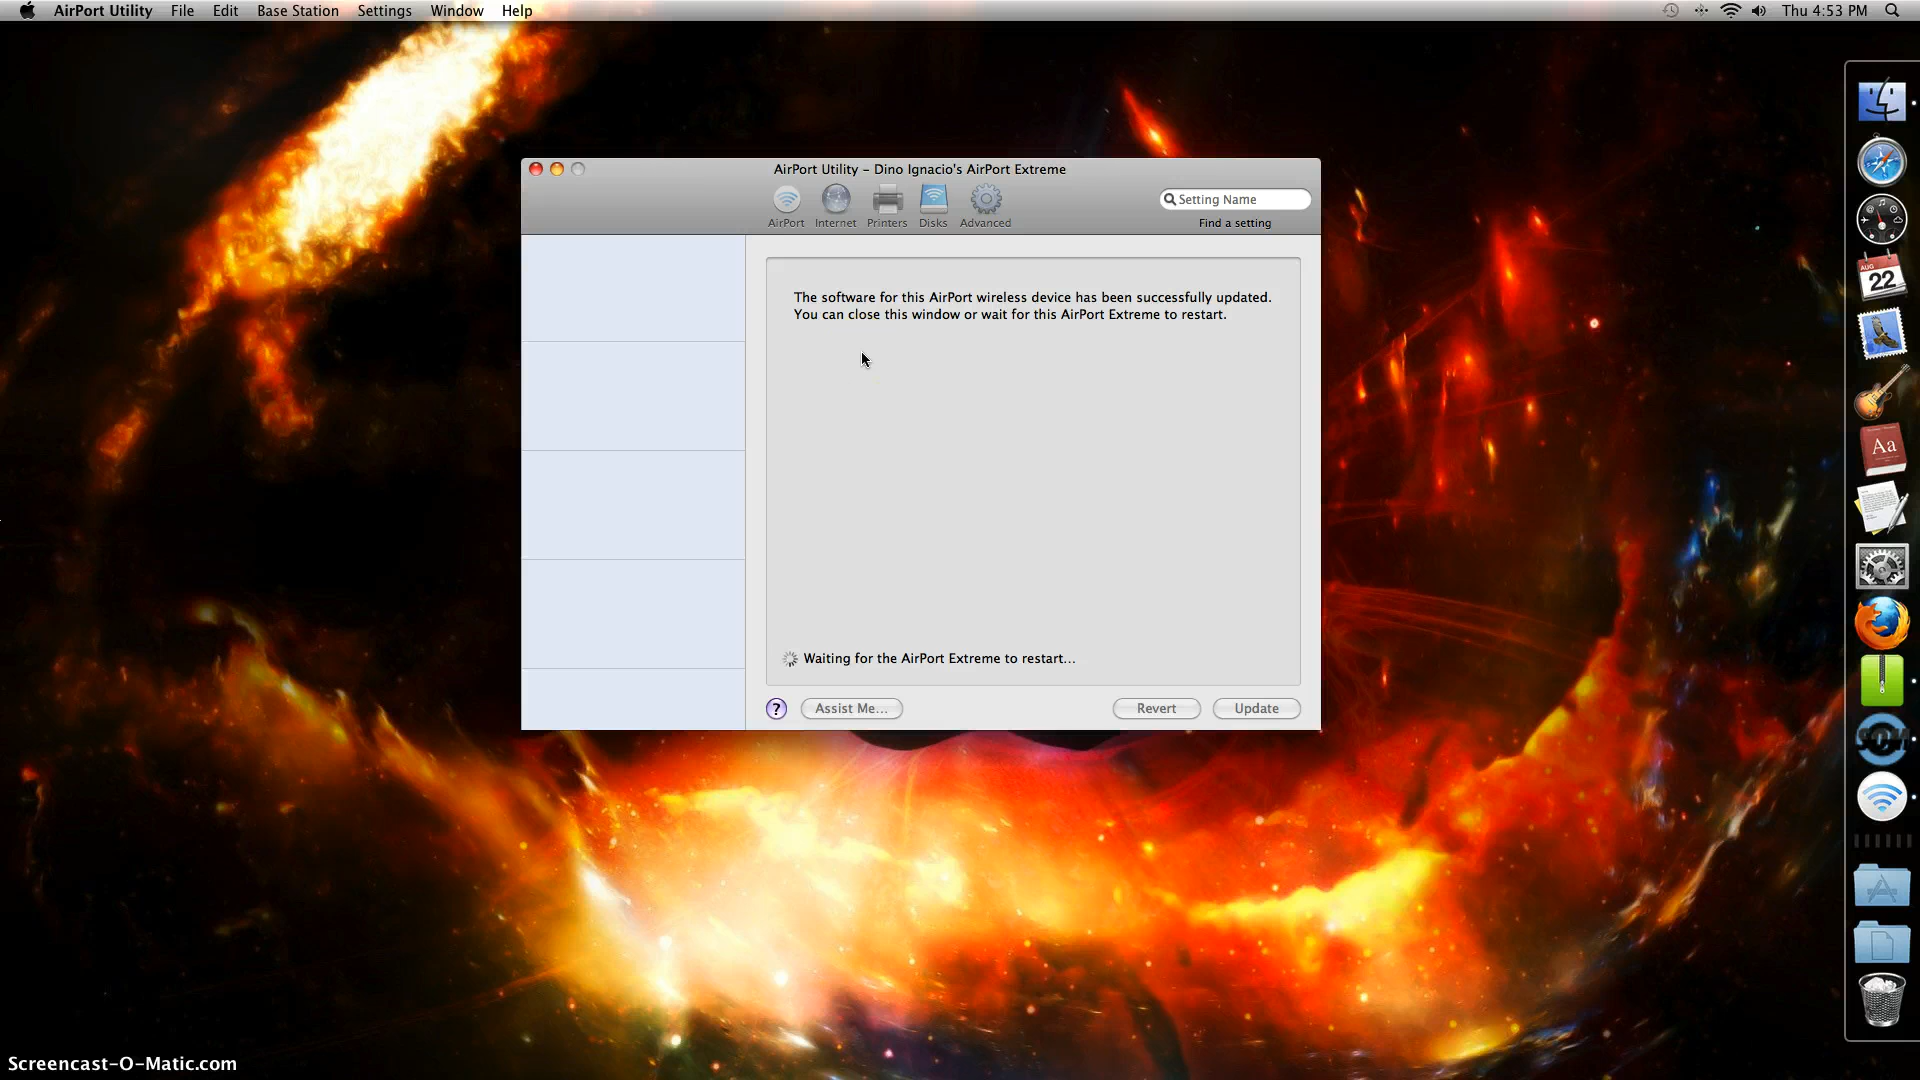 AirPort Utility File Edit Base Station Settings Window Help Thu 4:53 PM
AirPort Utility – Dino Ignacio's AirPort Extreme
AirPort Internet Printers Disks Advanced
Setting Name
Find a setting
The software for this AirPort wireless device has been successfully updated.
You can close this window or wait for this AirPort Extreme to restart.
Waiting for the AirPort Extreme to restart...
? Assist Me... Revert Update
AUG
22
Aa
Screencast-O-Matic.com